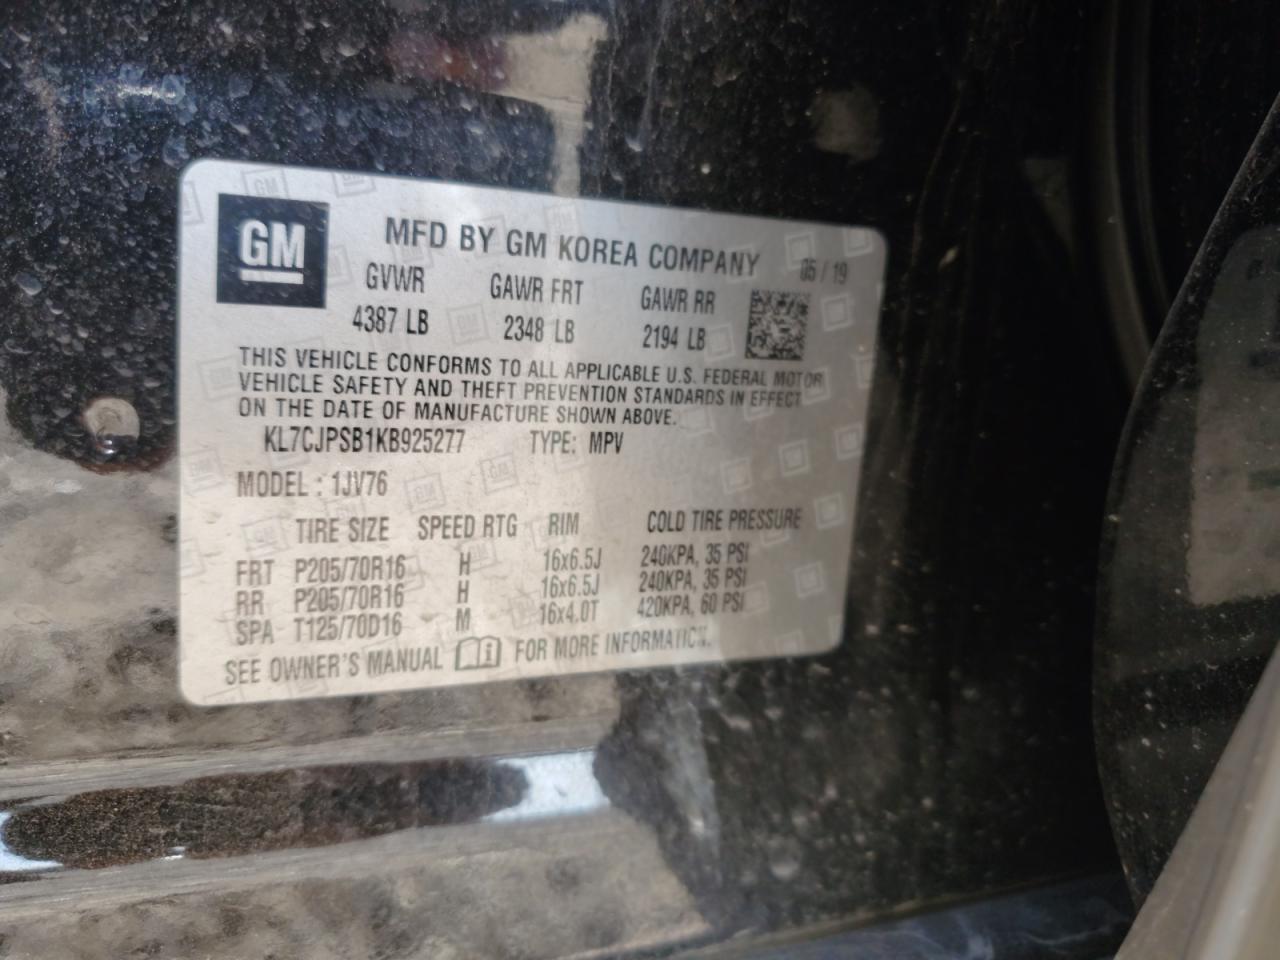 GM
MFD BY GM KOREA COMPANY 05 / 19
GVWR GAWR FRT GAWR RR
4387 LB 2348 LB 2194 LB
THIS VEHICLE CONFORMS TO ALL APPLICABLE U.S. FEDERAL MOTOR
VEHICLE SAFETY AND THEFT PREVENTION STANDARDS IN EFFECT
ON THE DATE OF MANUFACTURE SHOWN ABOVE.
KL7CJPSB1KB925277 TYPE: MPV
MODEL : 1JV76
TIRE SIZE SPEED RTG RIM COLD TIRE PRESSURE
FRT P205/70R16 H 16x6.5J 240KPA, 35 PSI
RR P205/70R16 H 16x6.5J 240KPA, 35 PSI
SPA T125/70D16 M 16x4.0T 420KPA, 60 PSI
SEE OWNER'S MANUAL FOR MORE INFORMATION.